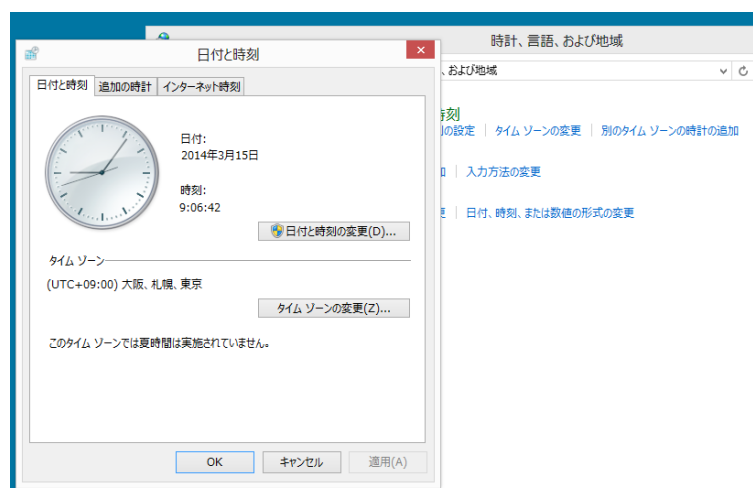 時計、言語、および地域
日付と時刻
、および地域
日付と時刻
追加の時計
インターネット時刻
日付:
2014年3月15日
時刻:
9:06:42
日付と時刻の変更(D)...
タイム ゾーン
(UTC+09:00) 大阪、札幌、東京
タイム ゾーンの変更(Z)...
このタイム ゾーンでは夏時間は実施されていません。
OK
キャンセル
適用(A)
時刻
の設定
タイム ゾーンの変更
別のタイム ゾーンの時計の追加
入力方法の変更
日付、時刻、または数値の形式の変更